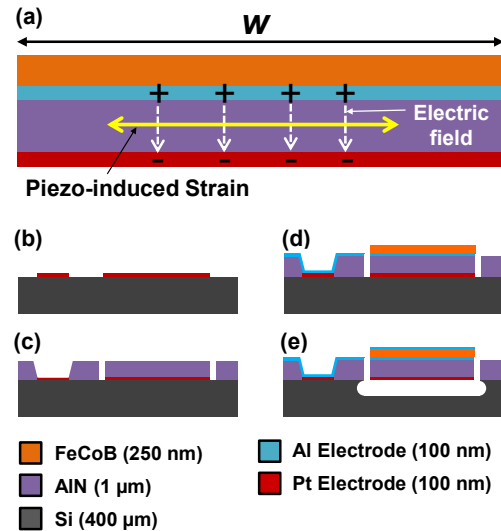 (a)
W
+ + + +
Electric
field
- - - -
Piezo-induced Strain
(b)
(d)
(c)
(e)
FeCoB (250 nm)
Al Electrode (100 nm)
AlN (1 µm)
Pt Electrode (100 nm)
Si (400 µm)